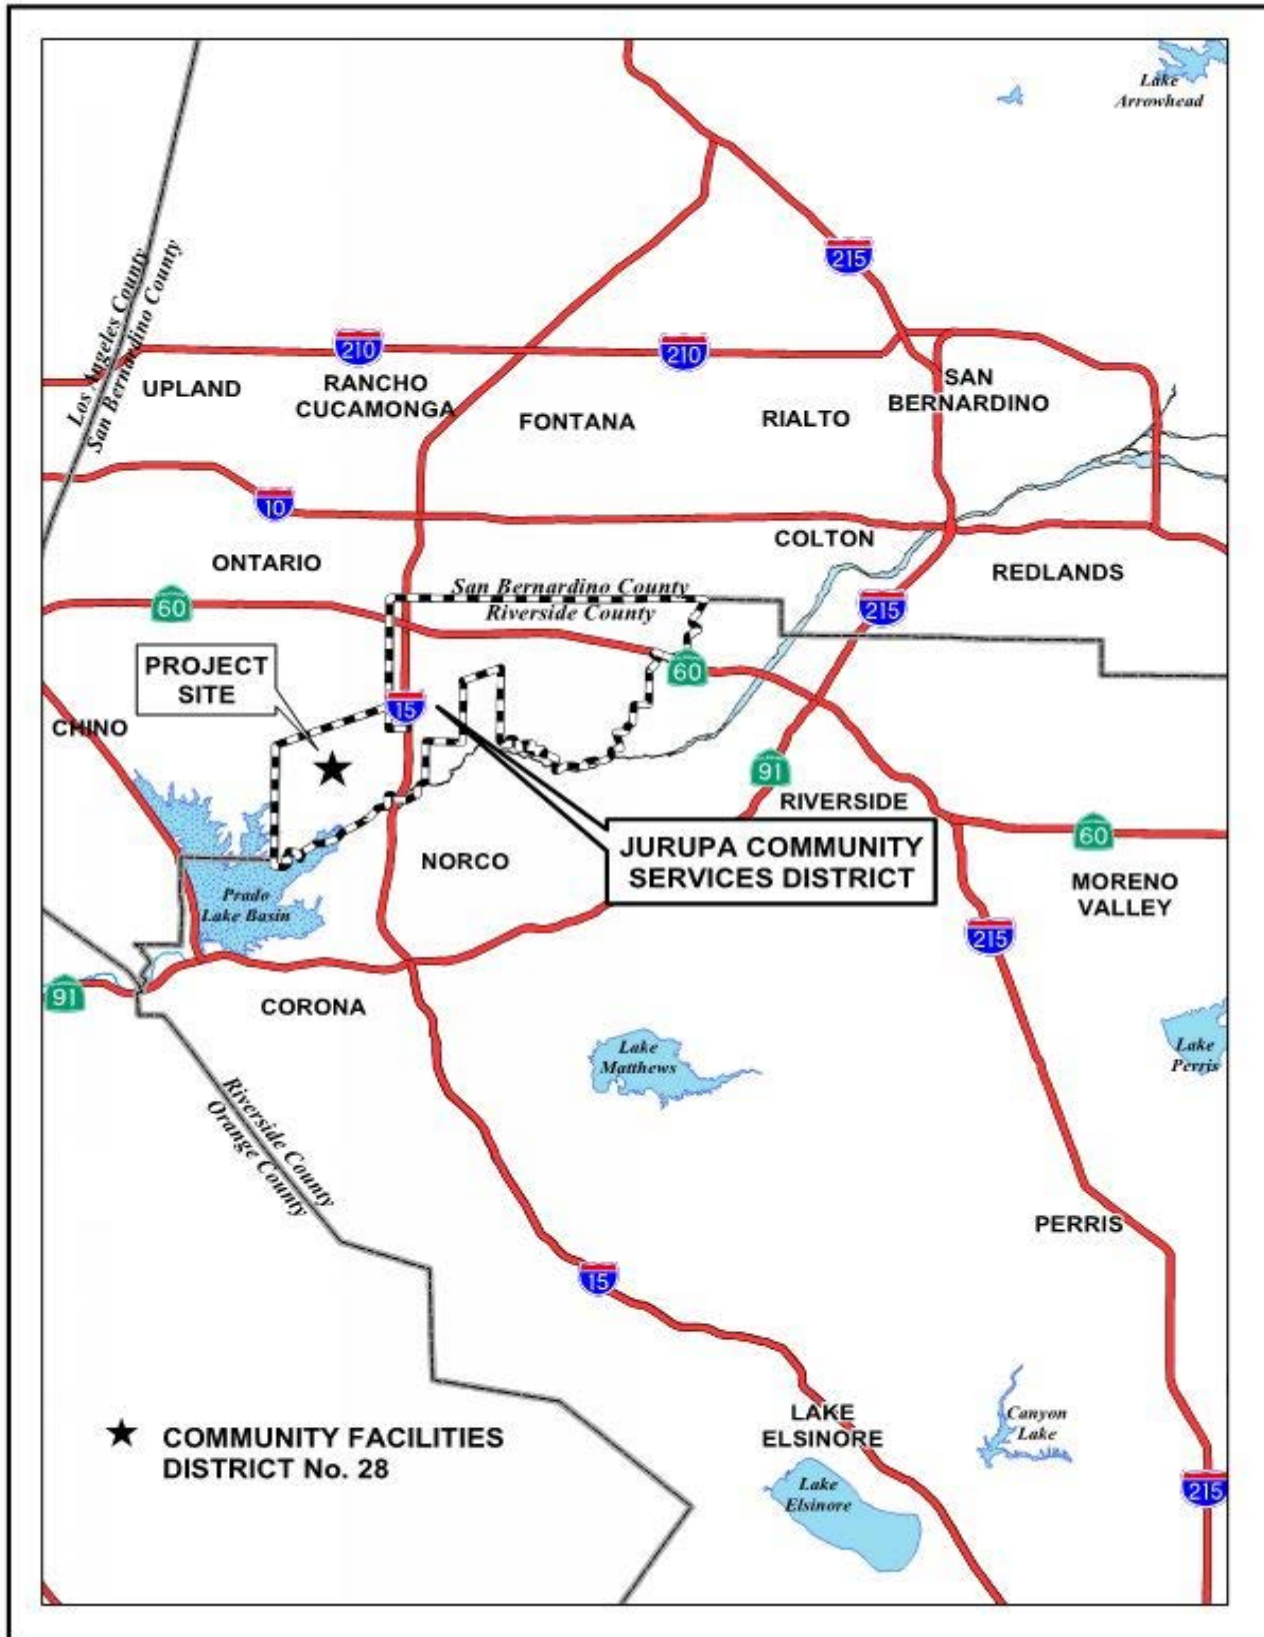 Lake
Arrowhead
215
Los Angeles County
San Bernardino County
210
210
UPLAND
RANCHO
CUCAMONGA
FONTANA
RIALTO
SAN
BERNARDINO
10
ONTARIO
COLTON
REDLANDS
San Bernardino County
Riverside County
60
215
PROJECT
SITE
60
CHINO
15
91
RIVERSIDE
60
JURUPA COMMUNITY
SERVICES DISTRICT
NORCO
MORENO
VALLEY
Prado
Lake Basin
215
91
CORONA
Lake
Matthews
Lake
Perris
Riverside County
Orange County
PERRIS
15
LAKE
ELSINORE
Canyon
Lake
COMMUNITY FACILITIES
DISTRICT No. 28
Lake
Elsinore
215